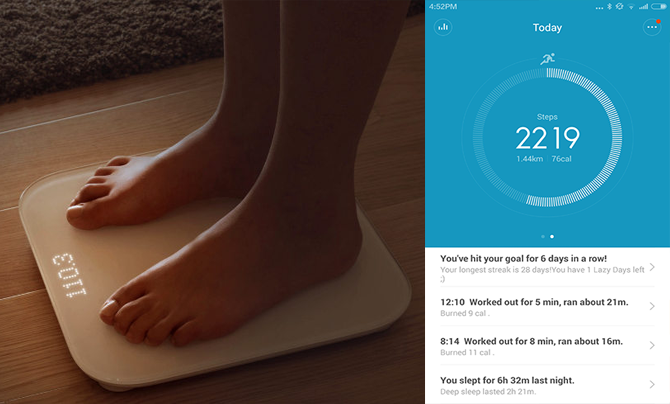 110.3
4:52PM
Today
Steps
2219
1.44km 76cal
You've hit your goal for 6 days in a row!
Your longest streak is 28 days!You have 1 Lazy Days left
;)
12:10 Worked out for 5 min, ran about 21m.
Burned 9 cal .
8:14 Worked out for 8 min, ran about 16m.
Burned 11 cal .
You slept for 6h 32m last night.
Deep sleep lasted 2h 21m.